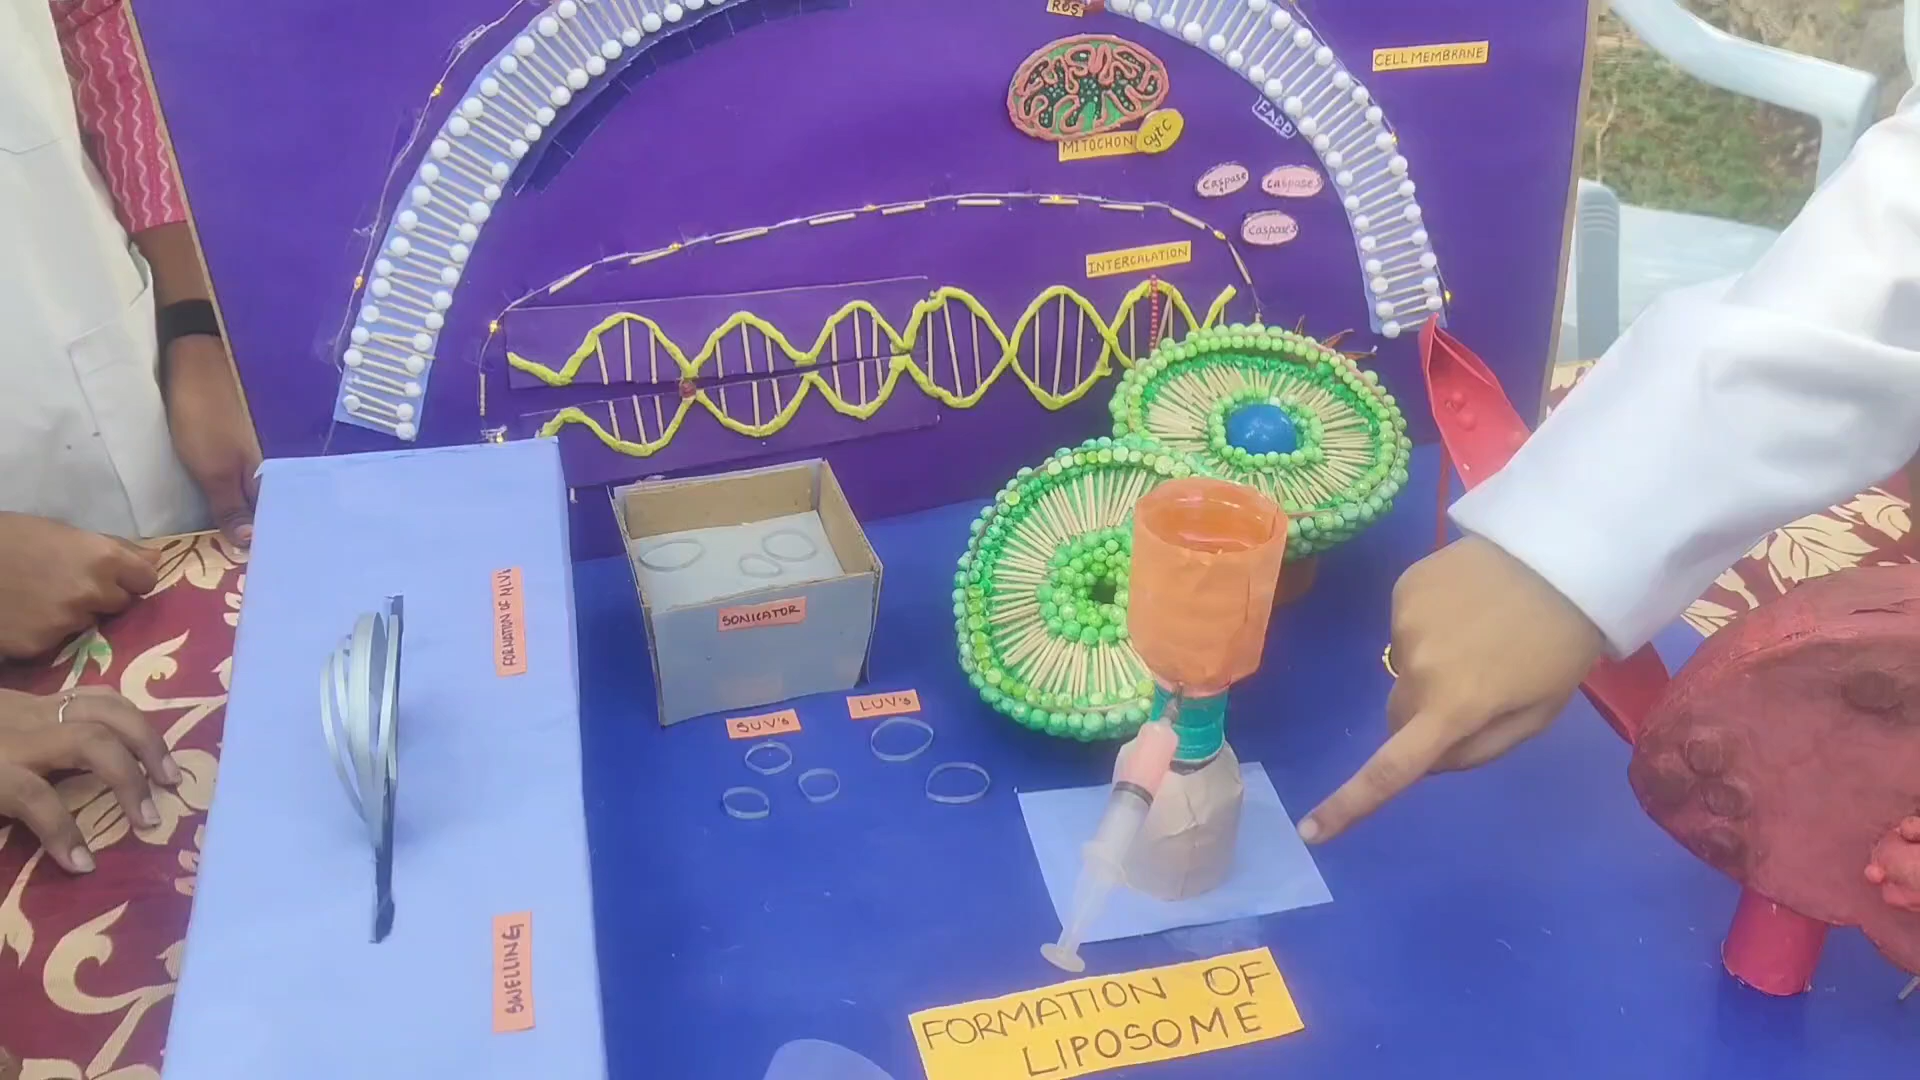 ROS
CELL MEMBRANE
FADD
MITOCHON
cytc
caspase
caspase
caspase
INTERCALATION
FORMATION OF MLV's
SONICATOR
SUV's
LUV's
SWELLING
FORMATION OF
LIPOSOME